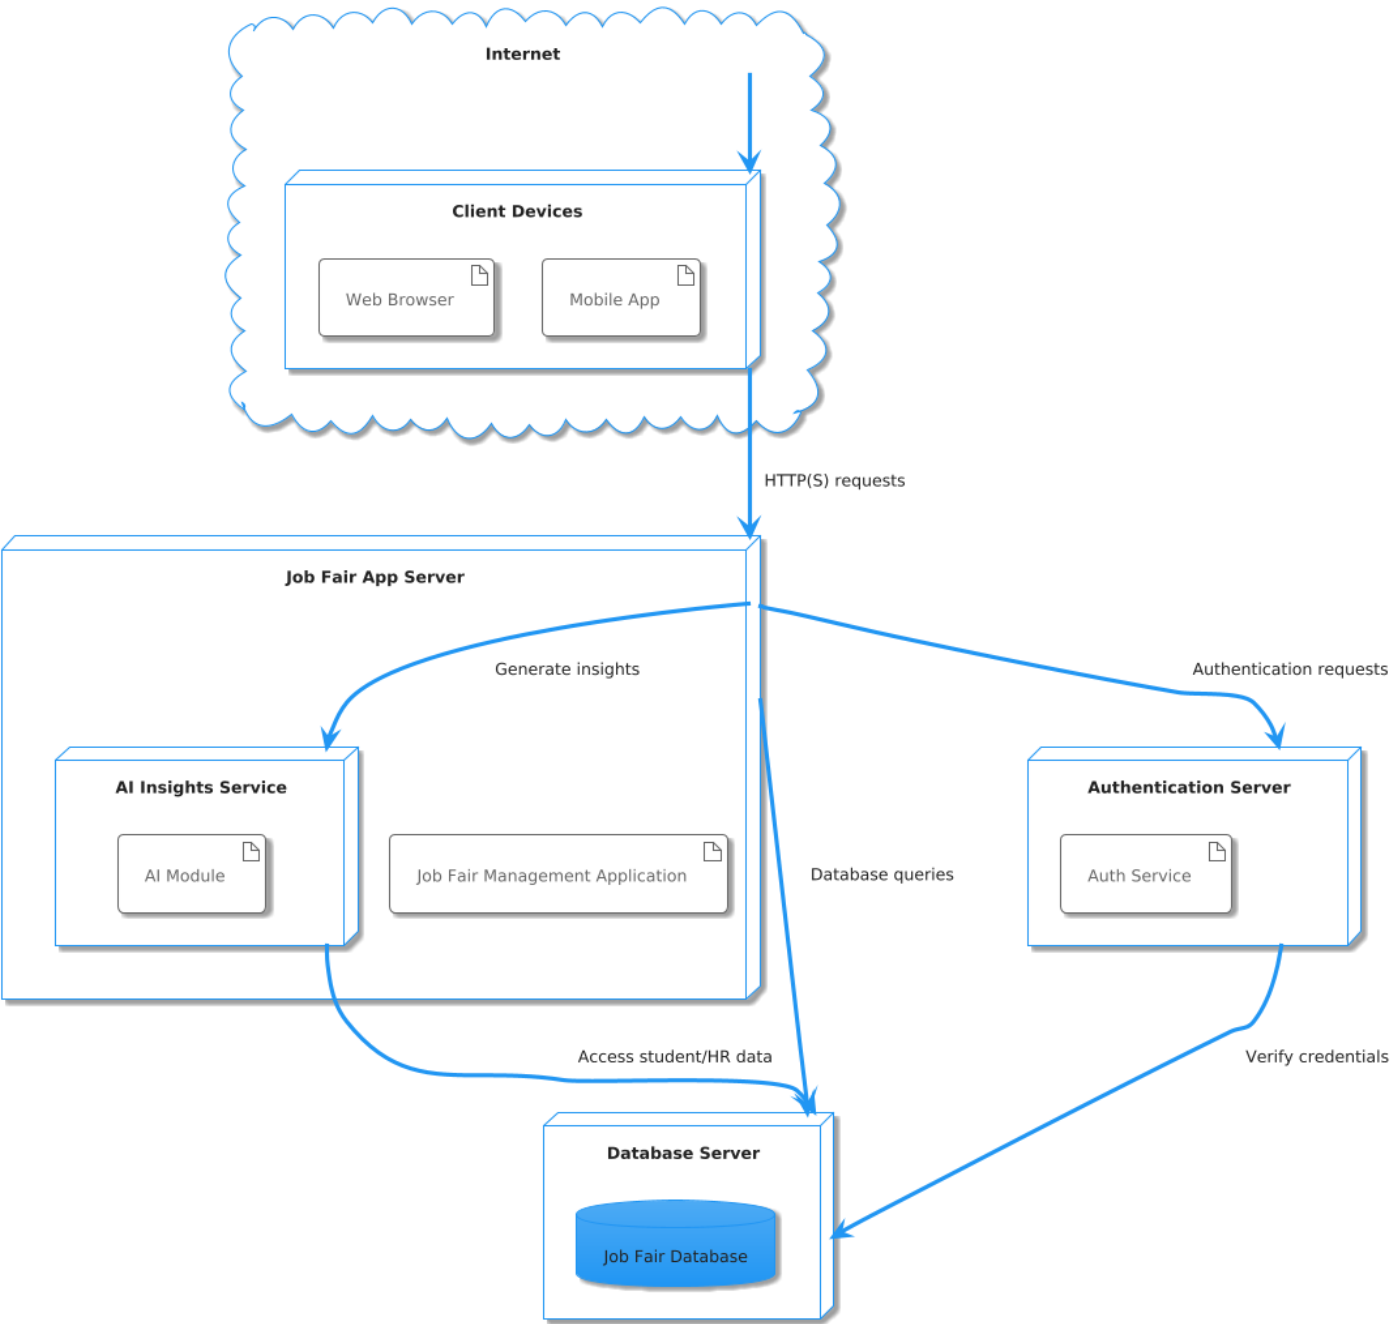 Internet
Client Devices
Web Browser
Mobile App
HTTP(S) requests
Job Fair App Server
Generate insights
Authentication requests
AI Insights Service
Authentication Server
AI Module
Job Fair Management Application
Database queries
Auth Service
Access student/HR data
Verify credentials
Database Server
Job Fair Database